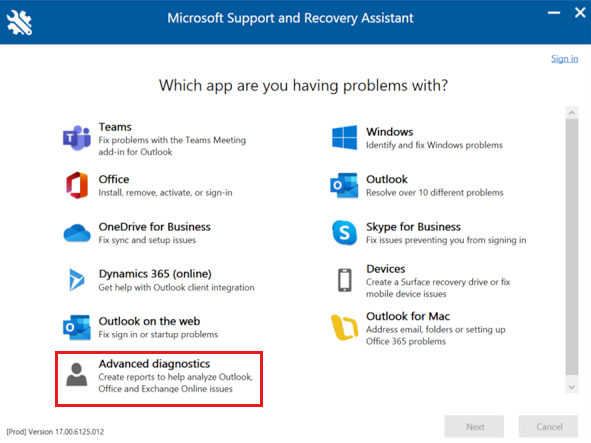 Microsoft Support and Recovery Assistant
Sign in
Which app are you having problems with?
Teams
Fix problems with the Teams Meeting
add-in for Outlook
Office
Install, remove, activate, or sign-in
OneDrive for Business
Fix sync and setup issues
Dynamics 365 (online)
Get help with Outlook client integration
Outlook on the web
Fix sign in or startup problems
Advanced diagnostics
Create reports to help analyze Outlook,
Office and Exchange Online issues
Windows
Identify and fix Windows problems
Outlook
Resolve over 10 different problems
Skype for Business
Fix issues preventing you from signing in
Devices
Create a Surface recovery drive or fix
mobile device issues
Outlook for Mac
Address email, folders or setting up
Office 365 problems
[Prod] Version 17.00.6125.012
Next
Cancel